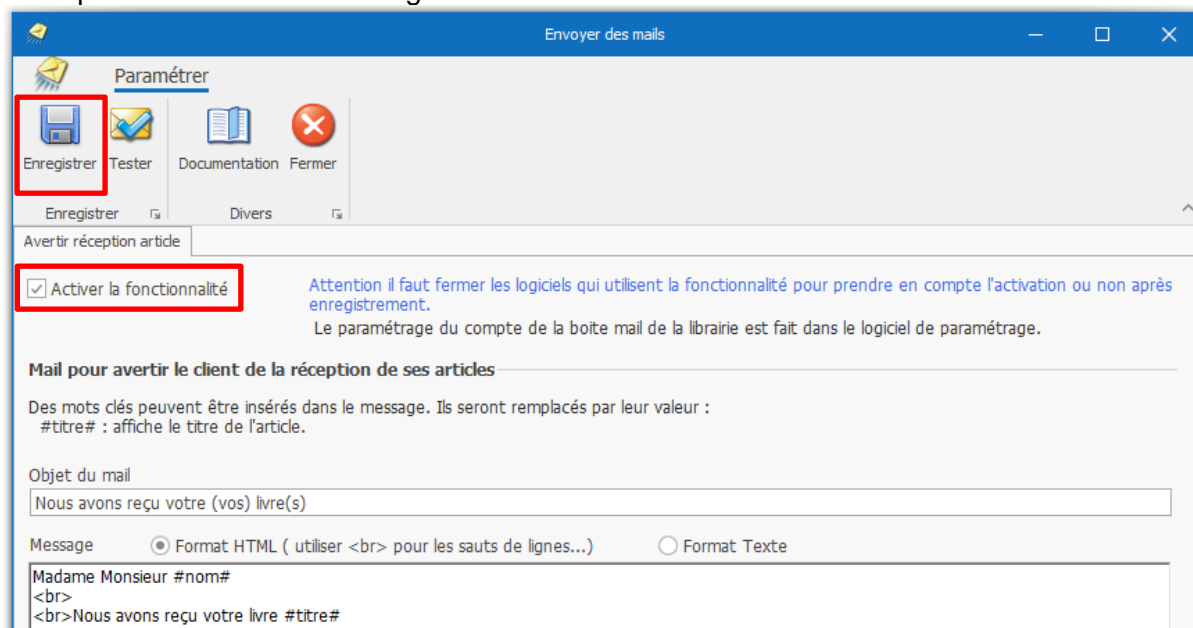 Envoyer des mails
Paramétrer
Enregistrer Tester Documentation Fermer
Enregistrer Divers
Avertir réception article
Activer la fonctionnalité
Attention il faut fermer les logiciels qui utilisent la fonctionnalité pour prendre en compte l'activation ou non après
enregistrement.
Le paramétrage du compte de la boite mail de la librairie est fait dans le logiciel de paramétrage.
Mail pour avertir le client de la réception de ses articles
Des mots clés peuvent être insérés dans le message. Ils seront remplacés par leur valeur :
#titre# : affiche le titre de l'article.
Objet du mail
Nous avons reçu votre (vos) livre(s)
Message Format HTML ( utiliser <br> pour les sauts de lignes...) Format Texte
Madame Monsieur #nom#
<br>
<br>Nous avons reçu votre livre #titre#